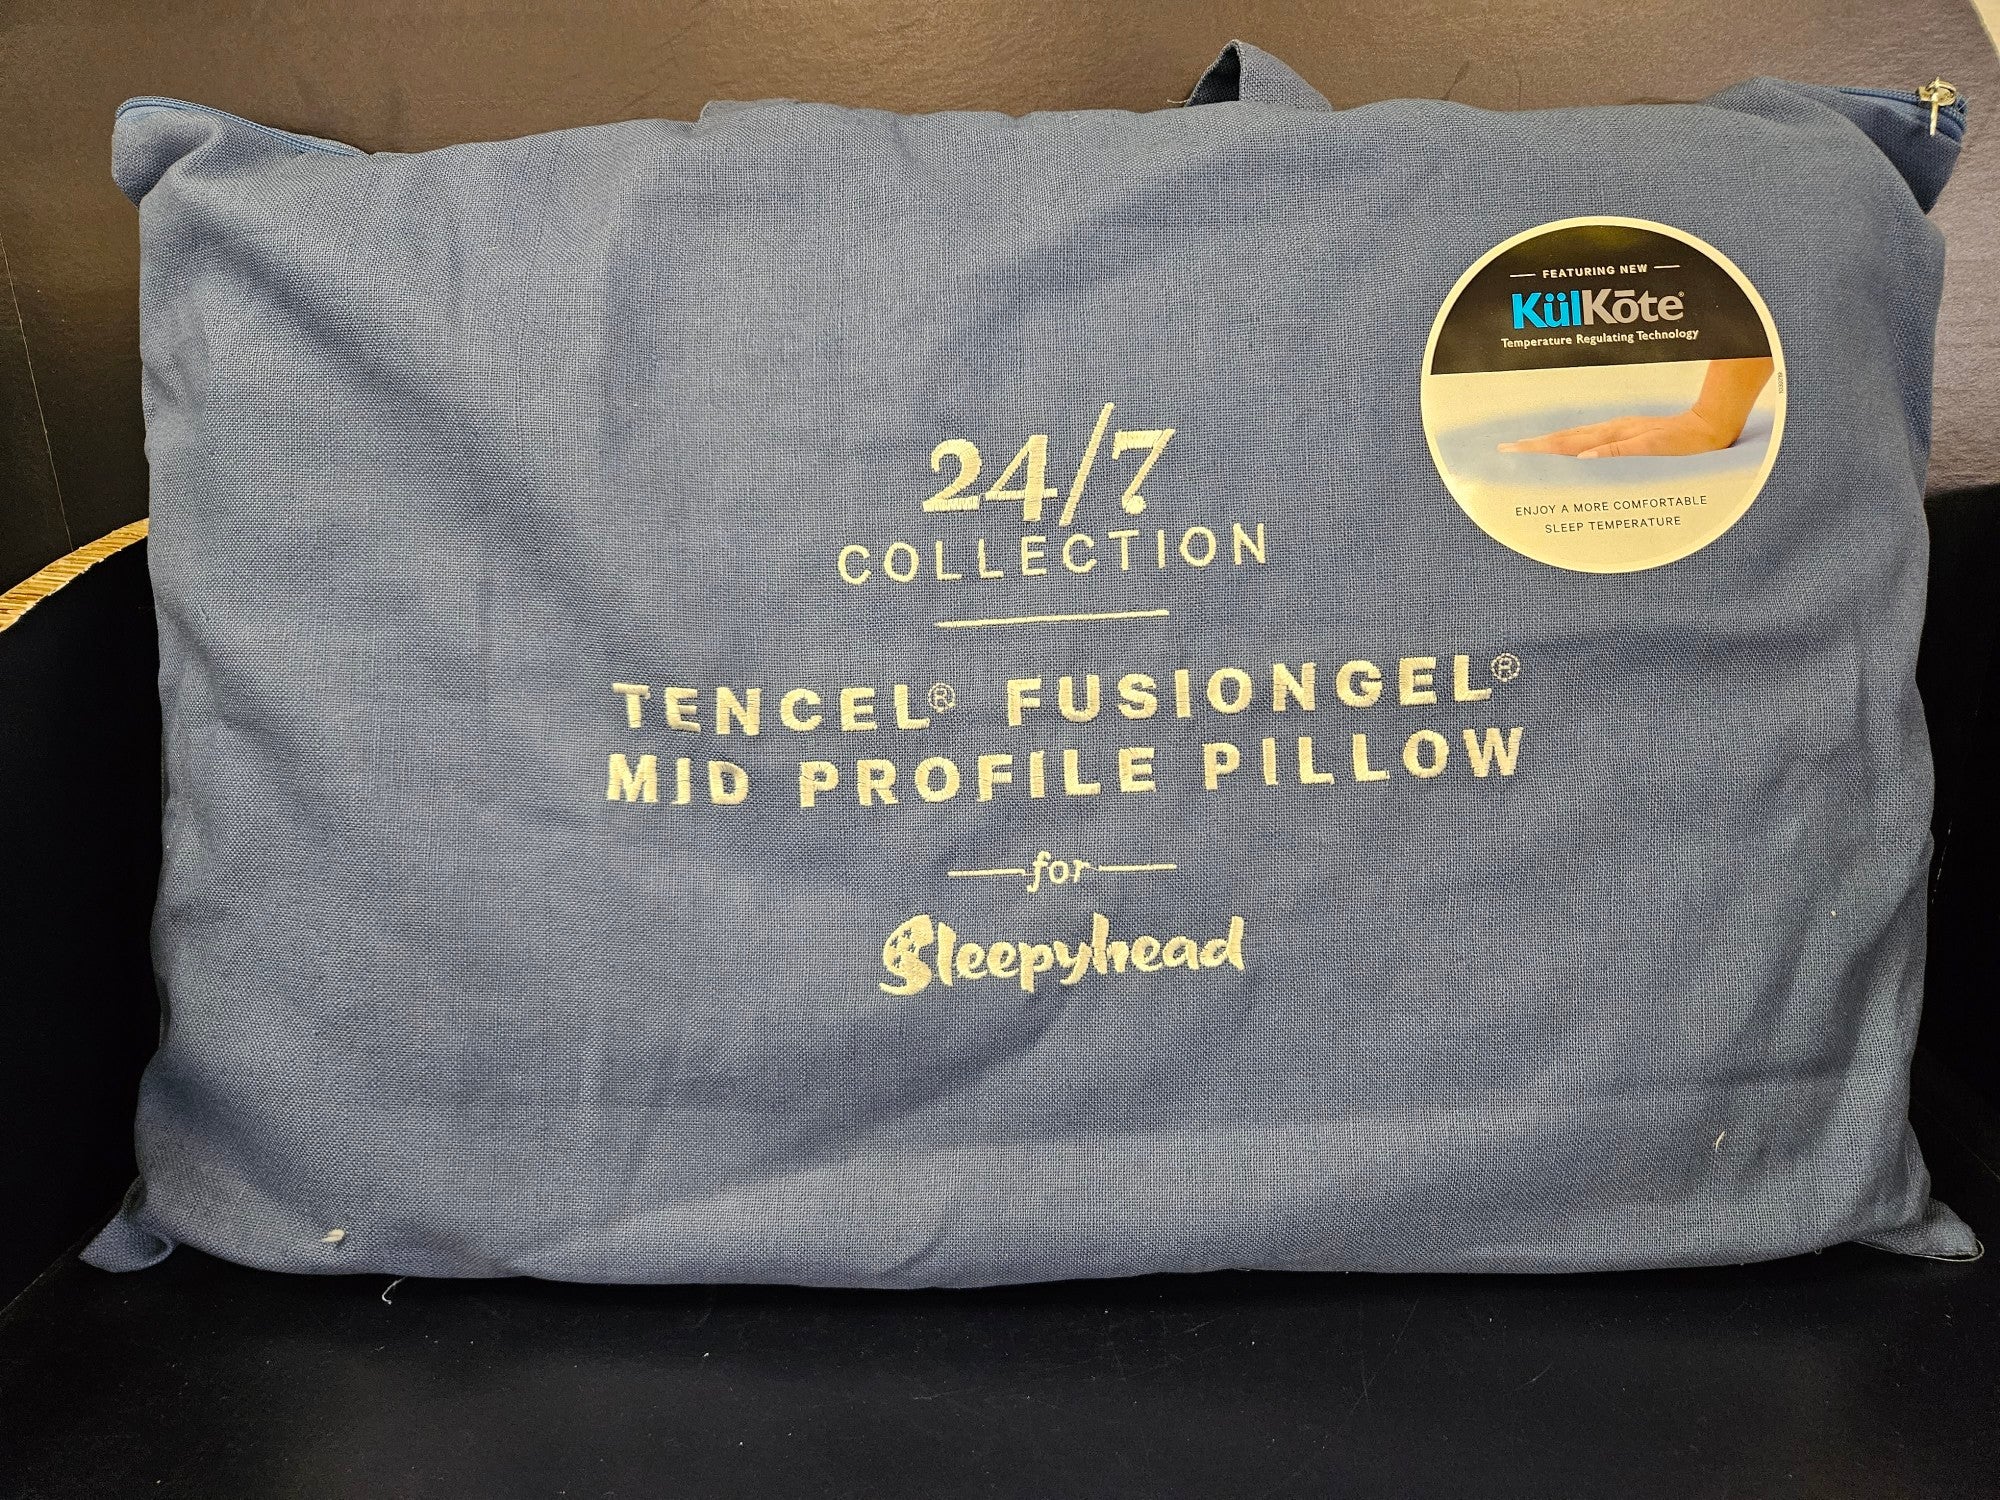 FEATURING NEW
KülKōte®
Temperature Regulating Technology
ENJOY A MORE COMFORTABLE
SLEEP TEMPERATURE
24/7
COLLECTION
TENCEL® FUSIONGEL®
MID PROFILE PILLOW
for
Sleepyhead